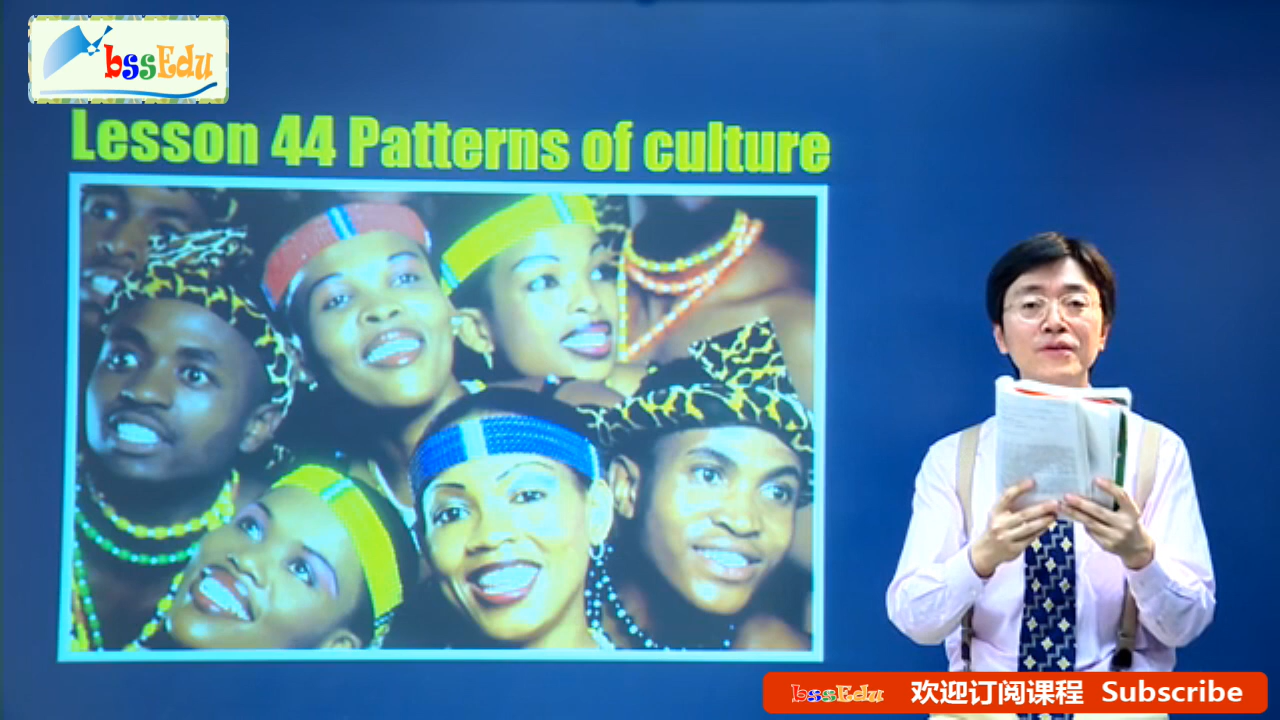 bssEdu
Lesson 44 Patterns of culture
bssEdu 欢迎订阅课程 Subscribe